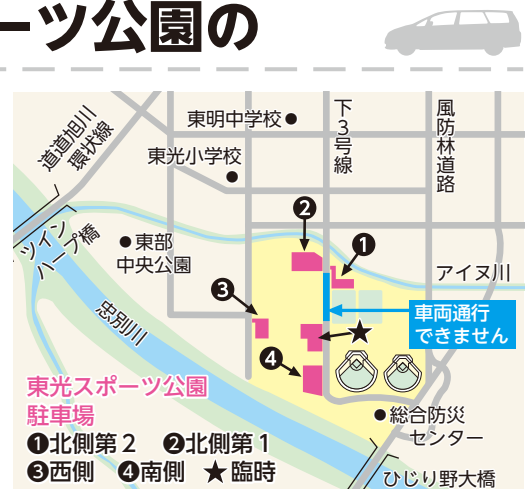 ーツ公園の
道道旭川
環状線
東明中学校
東光小学校
下3号線
風防林道路
❷
❶
ツイン
ハープ橋
東部
中央公園
アイヌ川
❸
忠別川
車両通行
できません
★
❹
東光スポーツ公園
駐車場
❶北側第2 ❷北側第1
❸西側 ❹南側 ★臨時
総合防災
センター
ひじり野大橋